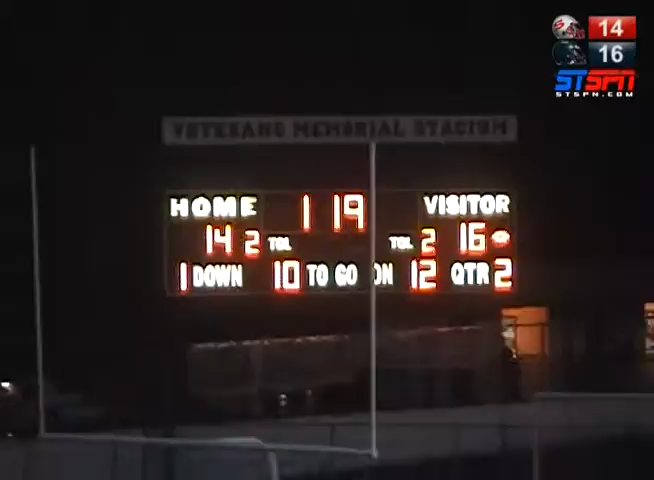 14
16
STSPN
STSPN.COM
VETERANS MEMORIAL STADIUM
HOME 1 19 VISITOR
14 2 TOL TOL 2 16
1 DOWN 10 TO GO ON 12 QTR 2